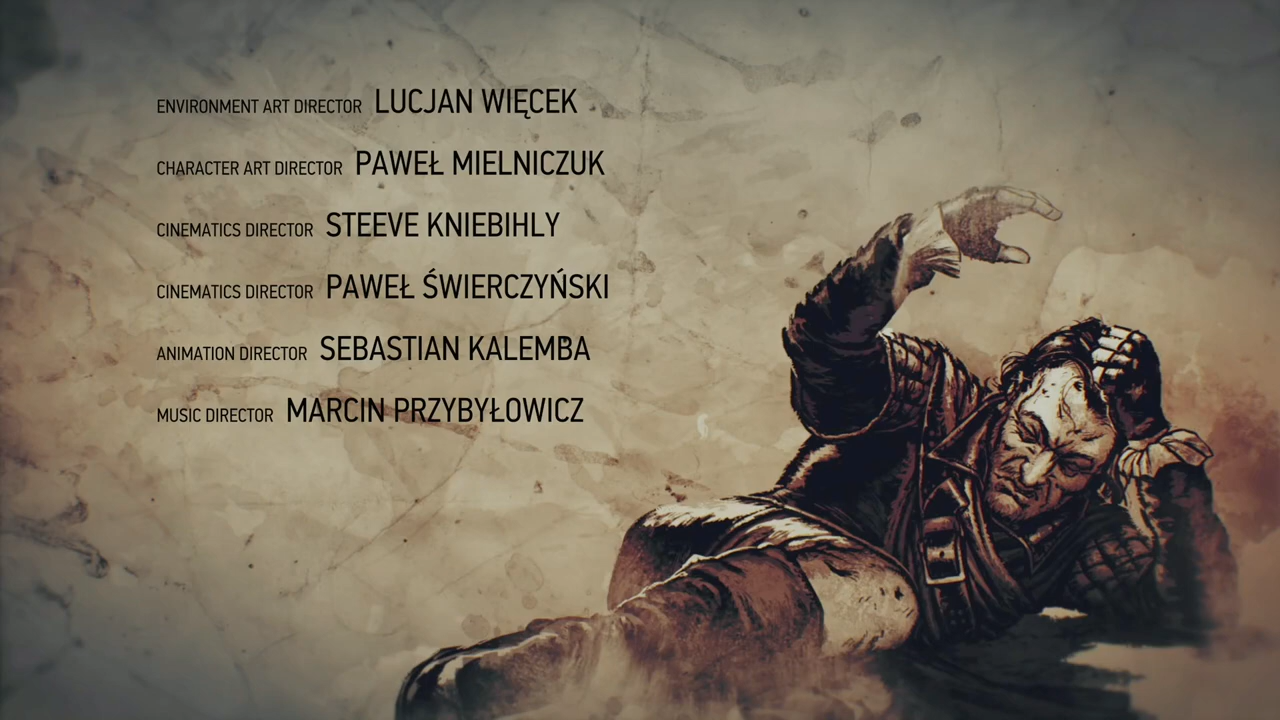 ENVIRONMENT ART DIRECTOR LUCJAN WIĘCEK
CHARACTER ART DIRECTOR PAWEŁ MIELNICZUK
CINEMATICS DIRECTOR STEEVE KNIEBIHLY
CINEMATICS DIRECTOR PAWEŁ ŚWIERCZYŃSKI
ANIMATION DIRECTOR SEBASTIAN KALEMBA
MUSIC DIRECTOR MARCIN PRZYBYŁOWICZ